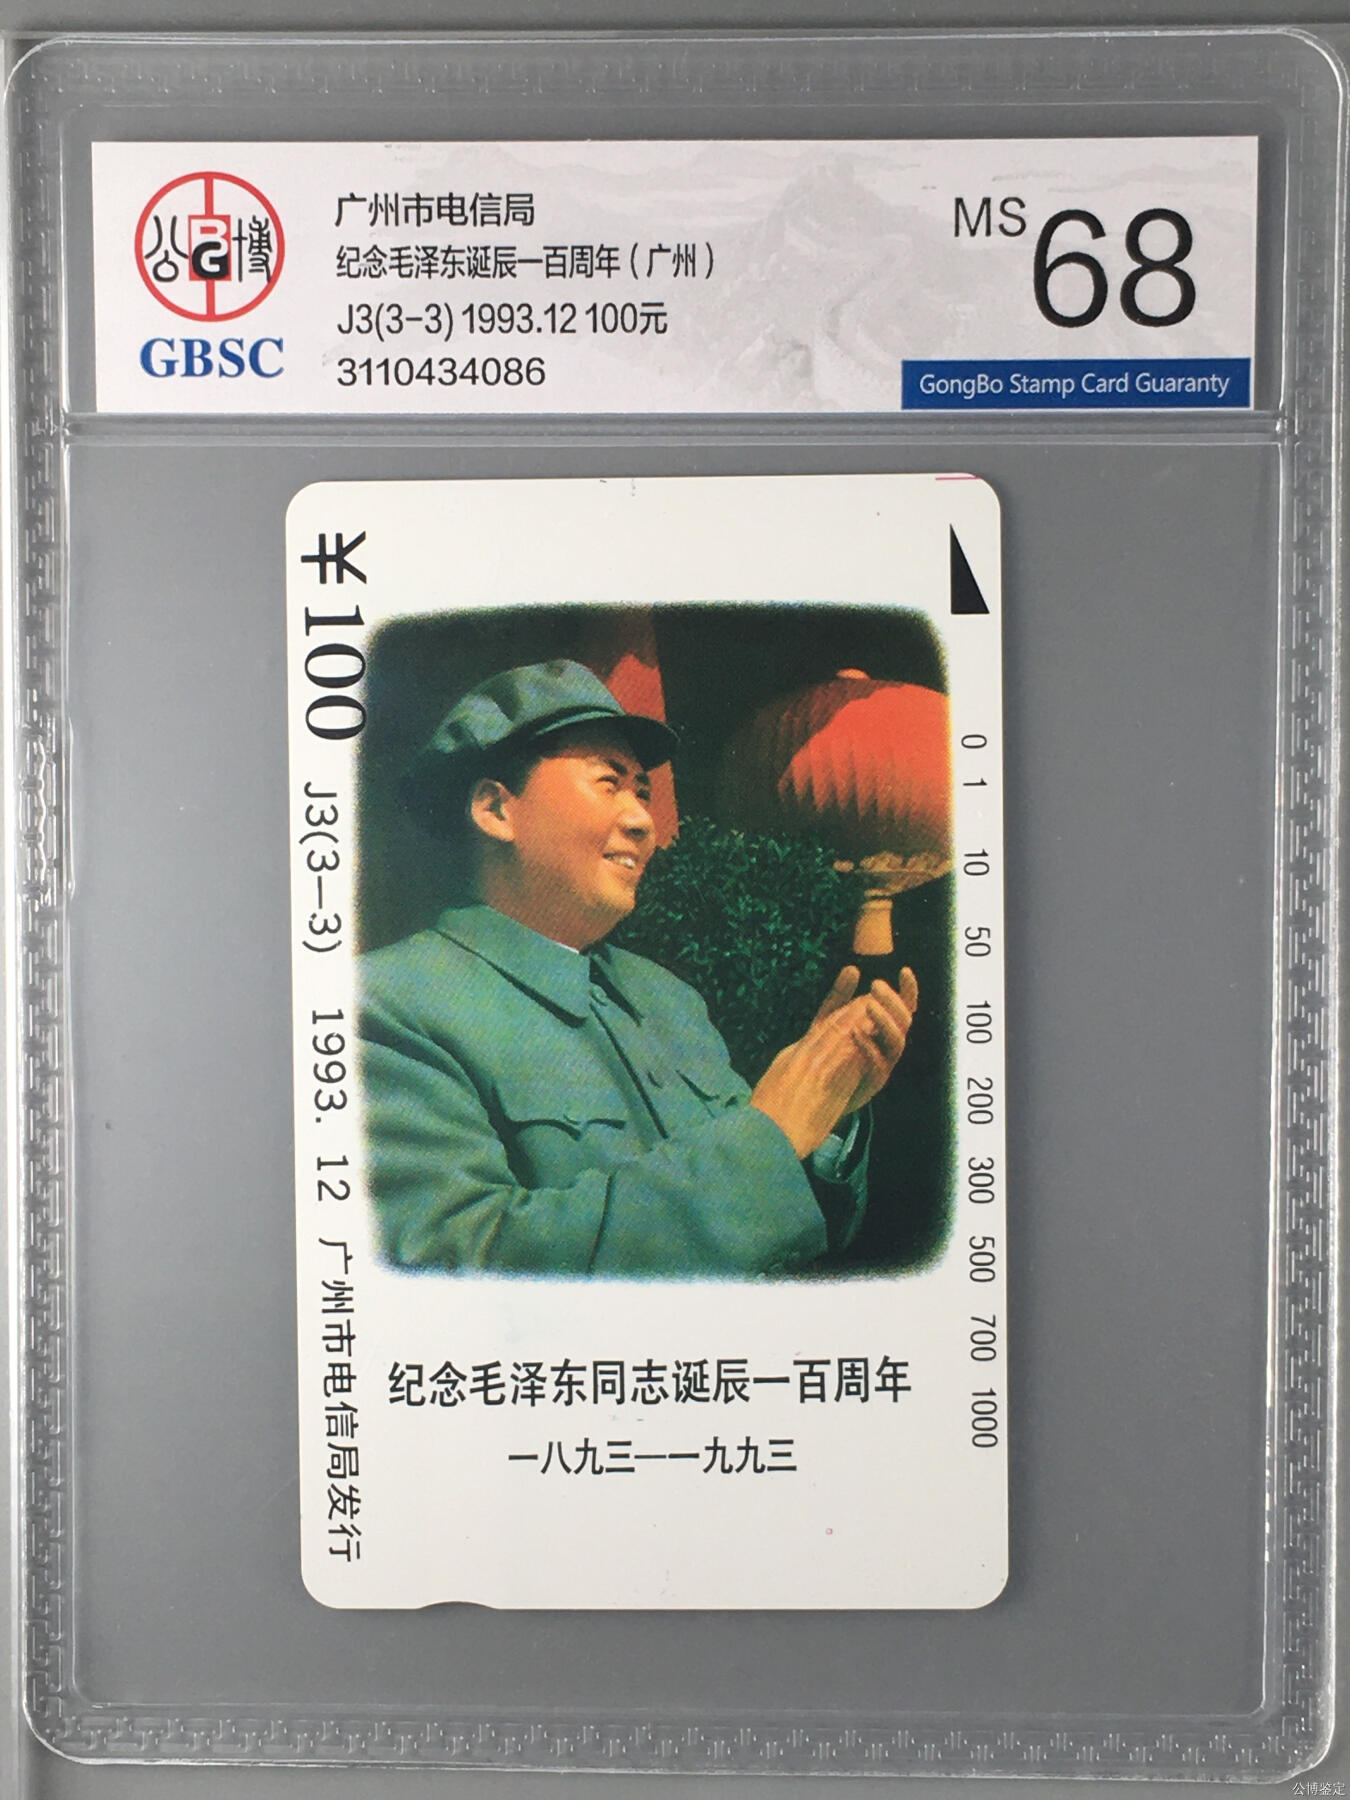 公博
BG
GBSC
广州市电信局
纪念毛泽东诞辰一百周年(广州)
J3(3-3) 1993.12 100元
3110434086
MS 68
GongBo Stamp Card Guaranty
¥100 J3(3—3) 1993.12 广州市电信局发行
0 1 10 50 100 200 300 500 700 1000
纪念毛泽东同志诞辰一百周年
一八九三—一九九三
公博鉴定